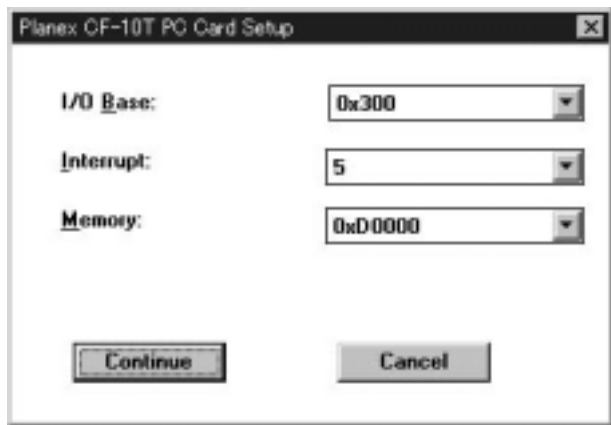 Planex CF-10T PC Card Setup
I/O Base: 0x300
Interrupt: 5
Memory: 0xD0000
Continue Cancel